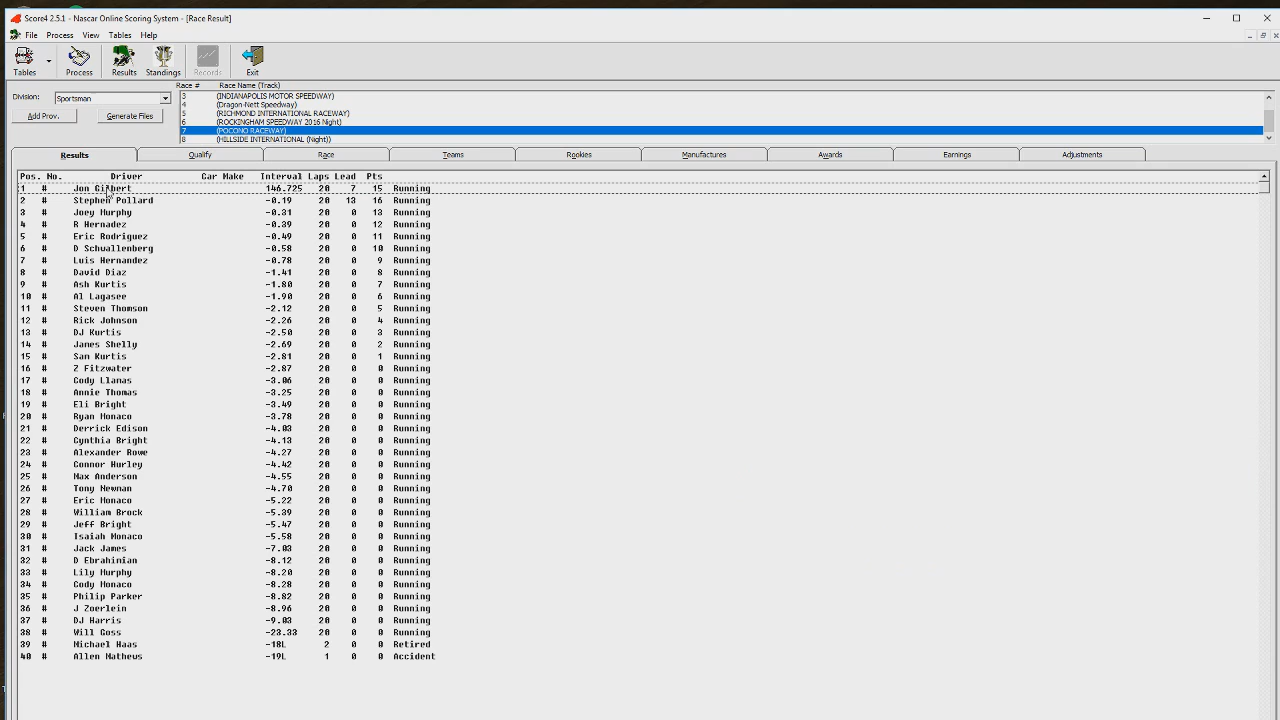 Score4 2.5.1 - Nascar Online Scoring System - [Race Result]
File Process View Tables Help
Tables Process Results Standings Records Exit
Race # Race Name (Track)
Division: Sportsman
3 (INDIANAPOLIS MOTOR SPEEDWAY)
4 (Dragon-Nett Speedway)
5 (RICHMOND INTERNATIONAL RACEWAY)
6 (ROCKINGHAM SPEEDWAY 2016 Night)
7 (POCONO RACEWAY)
8 (HILLSIDE INTERNATIONAL (Night))
Add Prov. Generate Files
Results Qualify Race Teams Rookies Manufactures Awards Earnings Adjustments
Pos. No. Driver Car Make Interval Laps Lead Pts
1 # Jon Gilbert 146.725 20 7 15 Running
2 # Stephen Pollard -0.19 20 13 16 Running
3 # Joey Murphy -0.31 20 0 13 Running
4 # R Hernadez -0.39 20 0 12 Running
5 # Eric Rodriguez -0.49 20 0 11 Running
6 # D Schwallenberg -0.58 20 0 10 Running
7 # Luis Hernandez -0.78 20 0 9 Running
8 # David Diaz -1.41 20 0 8 Running
9 # Ash Kurtis -1.80 20 0 7 Running
10 # Al Lagasee -1.90 20 0 6 Running
11 # Steven Thomson -2.12 20 0 5 Running
12 # Rick Johnson -2.26 20 0 4 Running
13 # DJ Kurtis -2.50 20 0 3 Running
14 # James Shelly -2.69 20 0 2 Running
15 # Sam Kurtis -2.81 20 0 1 Running
16 # Z Fitzwater -2.87 20 0 0 Running
17 # Cody Llamas -3.06 20 0 0 Running
18 # Annie Thomas -3.25 20 0 0 Running
19 # Eli Bright -3.49 20 0 0 Running
20 # Ryan Monaco -3.78 20 0 0 Running
21 # Derrick Edison -4.03 20 0 0 Running
22 # Cynthia Bright -4.13 20 0 0 Running
23 # Alexander Rowe -4.27 20 0 0 Running
24 # Connor Hurley -4.42 20 0 0 Running
25 # Max Anderson -4.55 20 0 0 Running
26 # Tony Newnan -4.70 20 0 0 Running
27 # Eric Monaco -5.22 20 0 0 Running
28 # William Brock -5.39 20 0 0 Running
29 # Jeff Bright -5.47 20 0 0 Running
30 # Isaiah Monaco -5.58 20 0 0 Running
31 # Jack James -7.03 20 0 0 Running
32 # D Ebrahinian -8.12 20 0 0 Running
33 # Lily Murphy -8.20 20 0 0 Running
34 # Cody Monaco -8.28 20 0 0 Running
35 # Philip Parker -8.82 20 0 0 Running
36 # J Zoerlein -8.96 20 0 0 Running
37 # DJ Harris -9.03 20 0 0 Running
38 # Will Goss -23.33 20 0 0 Running
39 # Michael Haas -18L 2 0 0 Retired
40 # Allen Mathews -19L 1 0 0 Accident